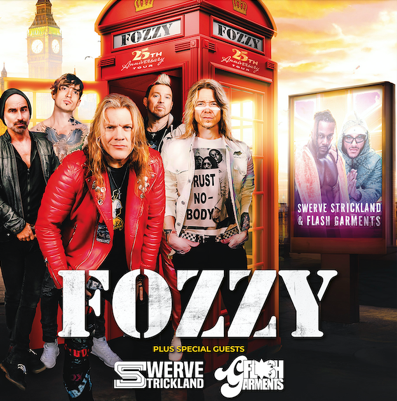 FOZZY
FOZZY
25th
Anniversary
TOUR
25th
Anniversary
TOUR
TRUST
NO-
BODY
SWERVE STRICKLAND
& FLASH GARMENTS
FOZZY
PLUS SPECIAL GUESTS
SWERVE
STRICKLAND
FLASH
GARMENTS